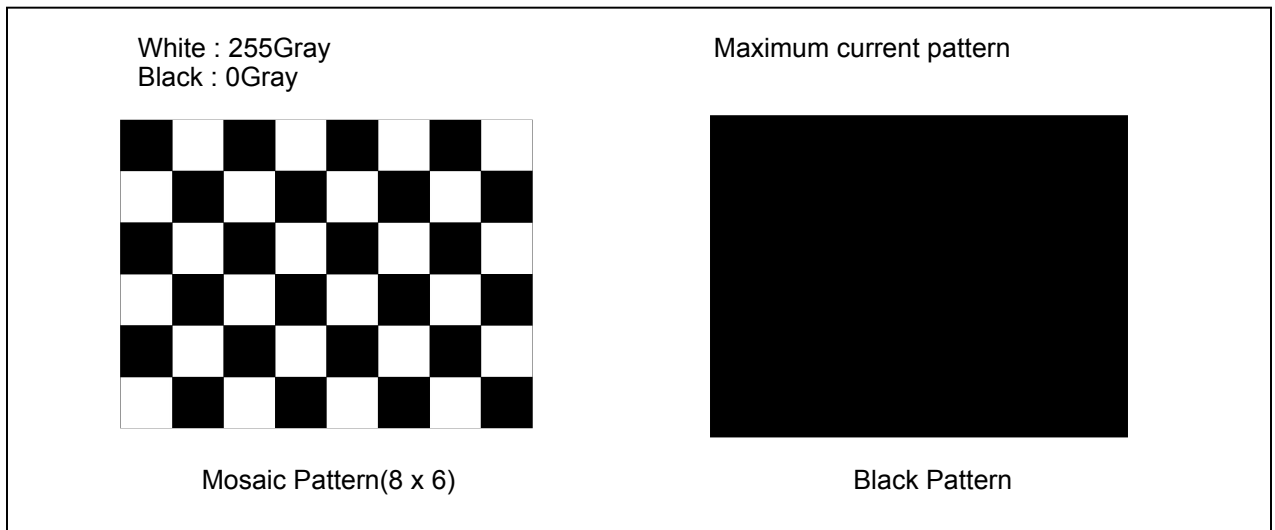 White : 255Gray
Black : 0Gray
Maximum current pattern
Mosaic Pattern(8 x 6)
Black Pattern